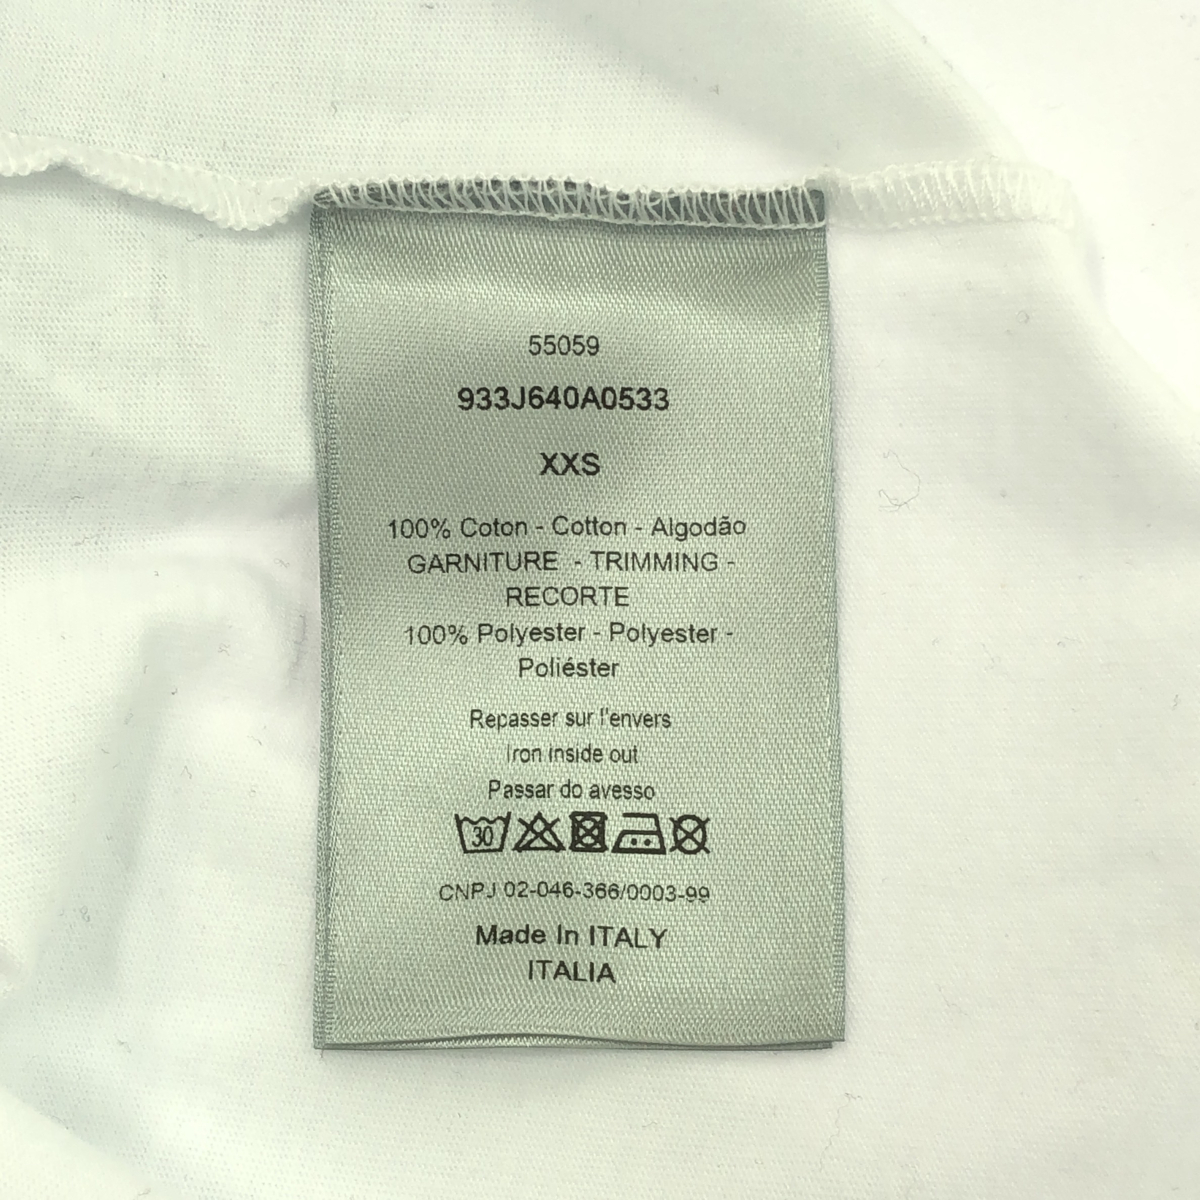 55059
933J640A0533
XXS
100% Coton - Cotton - Algodão
GARNITURE - TRIMMING -
RECORTE
100% Polyester - Polyester -
Poliéster
Repasser sur l'envers
Iron inside out
Passar do avesso
30
CNPJ 02-046-366/0003-99
Made In ITALY
ITALIA